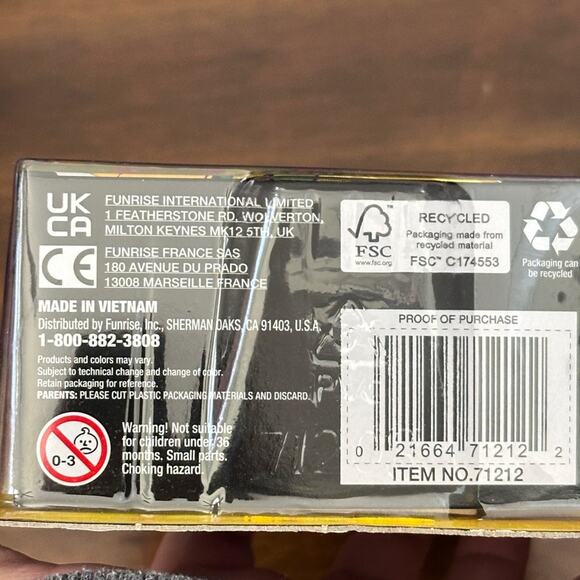 UK
CA
FUNRISE INTERNATIONAL LIMITED
1 FEATHERSTONE RD, WOLVERTON,
MILTON KEYNES MK12 5TH, UK
CE
FUNRISE FRANCE SAS
180 AVENUE DU PRADO
13008 MARSEILLE FRANCE
MADE IN VIETNAM
Distributed by Funrise, Inc., SHERMAN OAKS, CA 91403, U.S.A.
1-800-882-3808
Products and colors may vary.
Subject to technical change and change of color.
Retain packaging for reference.
PARENTS: PLEASE CUT PLASTIC PACKAGING MATERIALS AND DISCARD.
0-3
Warning! Not suitable
for children under 36
months. Small parts.
Choking hazard.
FSC
www.fsc.org
RECYCLED
Packaging made from
recycled material
FSC™ C174553
Packaging can
be recycled
PROOF OF PURCHASE
0 21664 71212 2
ITEM NO.71212